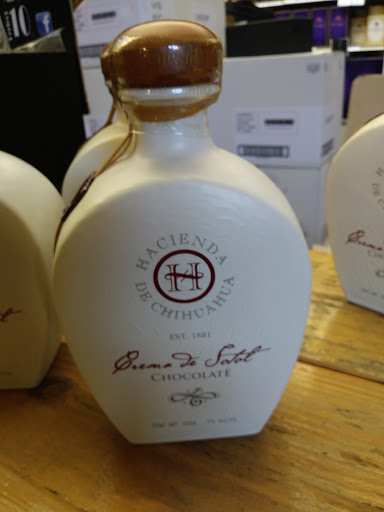 HACIENDA
H
DE CHIHUAHUA
EST. 1881
Crema de Sotol
CHOCOLATE